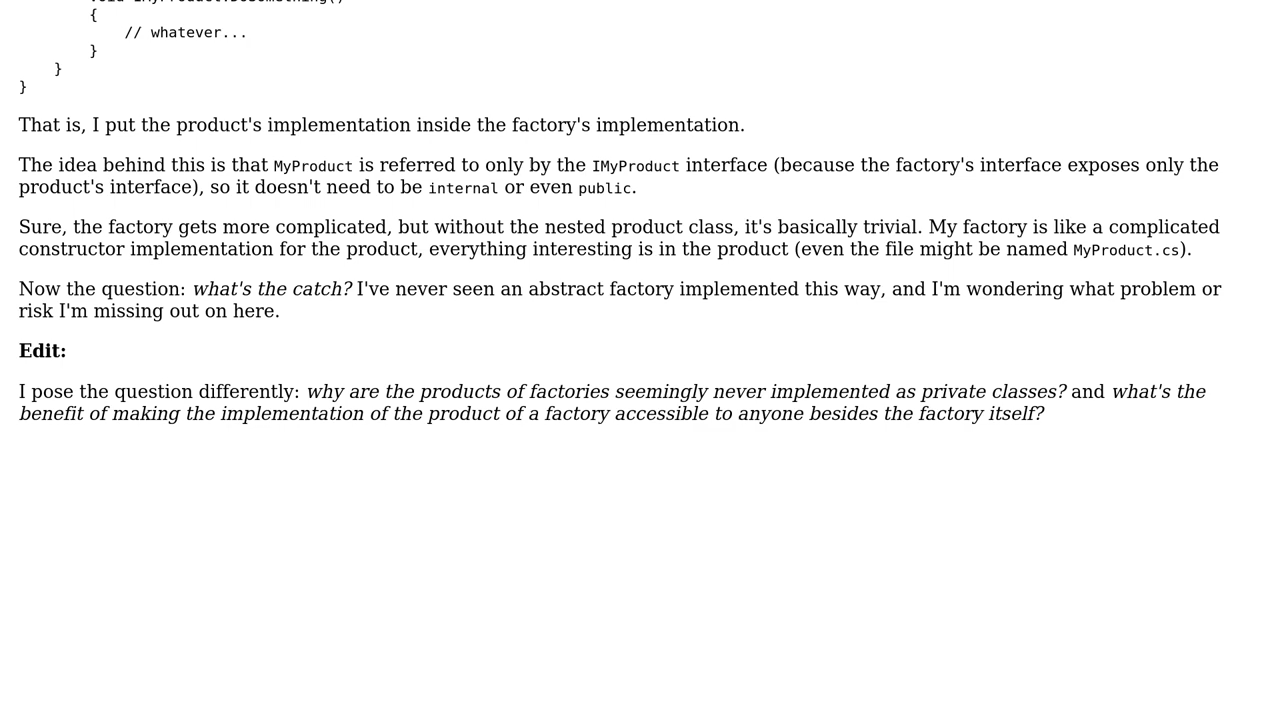 {
// whatever...
}
}
}
That is, I put the product's implementation inside the factory's implementation.
The idea behind this is that MyProduct is referred to only by the IMyProduct interface (because the factory's interface exposes only the
product's interface), so it doesn't need to be internal or even public.
Sure, the factory gets more complicated, but without the nested product class, it's basically trivial. My factory is like a complicated
constructor implementation for the product, everything interesting is in the product (even the file might be named MyProduct.cs).
Now the question: what's the catch? I've never seen an abstract factory implemented this way, and I'm wondering what problem or
risk I'm missing out on here.
Edit:
I pose the question differently: why are the products of factories seemingly never implemented as private classes? and what's the
benefit of making the implementation of the product of a factory accessible to anyone besides the factory itself?